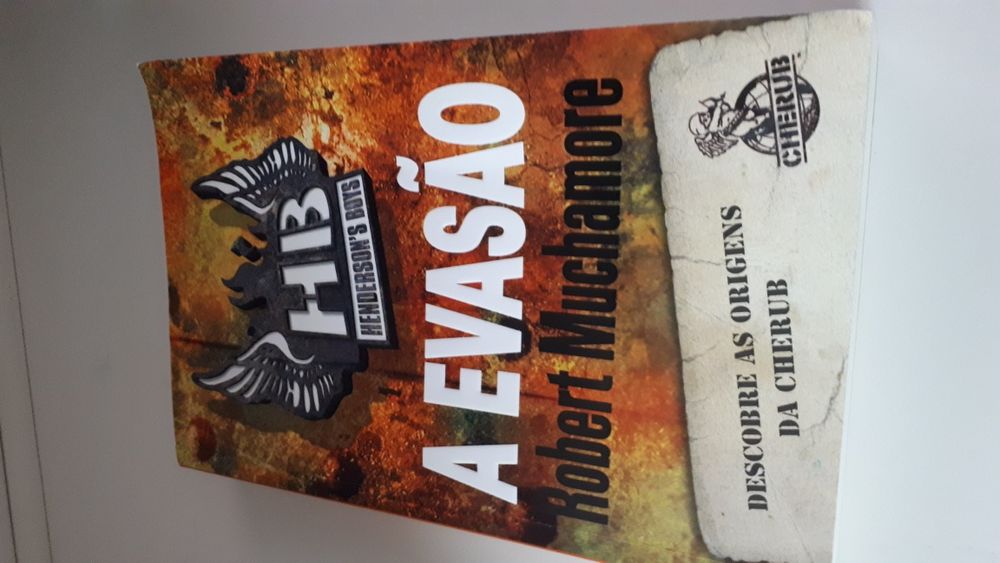 HB
HENDERSON'S BOYS
A EVASÃO
Robert Muchamore
DESCOBRE AS ORIGENS
DA CHERUB
CHERUB